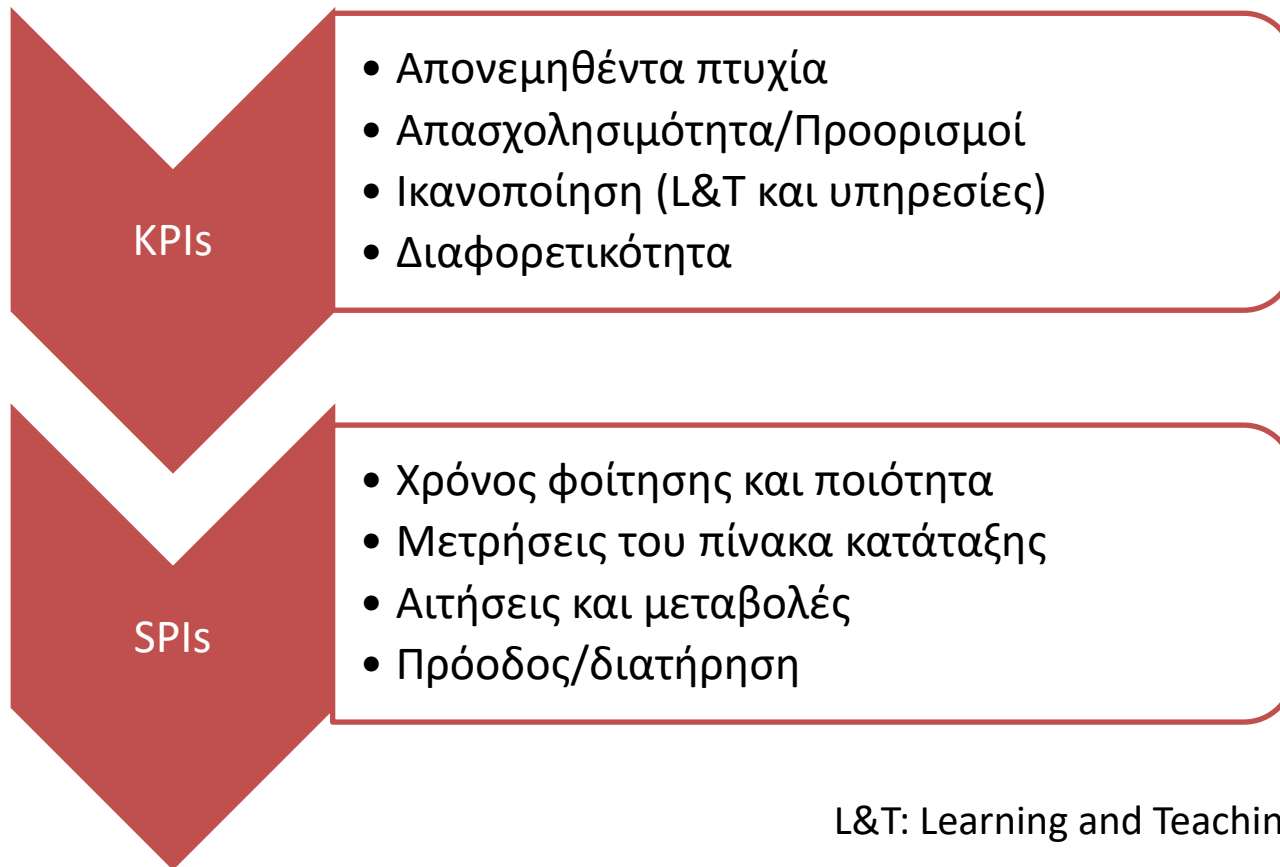 KPIs
• Απονεμηθέντα πτυχία
• Απασχολησιμότητα/Προορισμοί
• Ικανοποίηση (L&T και υπηρεσίες)
• Διαφορετικότητα
SPIs
• Χρόνος φοίτησης και ποιότητα
• Μετρήσεις του πίνακα κατάταξης
• Αιτήσεις και μεταβολές
• Πρόοδος/διατήρηση
L&T: Learning and Teachin